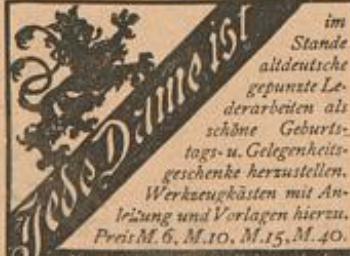 Jede Dame ist
im
Stande
altdeutsche
gepunzte Le-
derarbeiten als
schöne Geburts-
tags- u. Gelegenheits-
geschenke herzustellen.
Werkzeugkästen mit An-
leitung und Vorlagen hierzu.
Preis M. 6, M. 10, M. 15, M. 40.